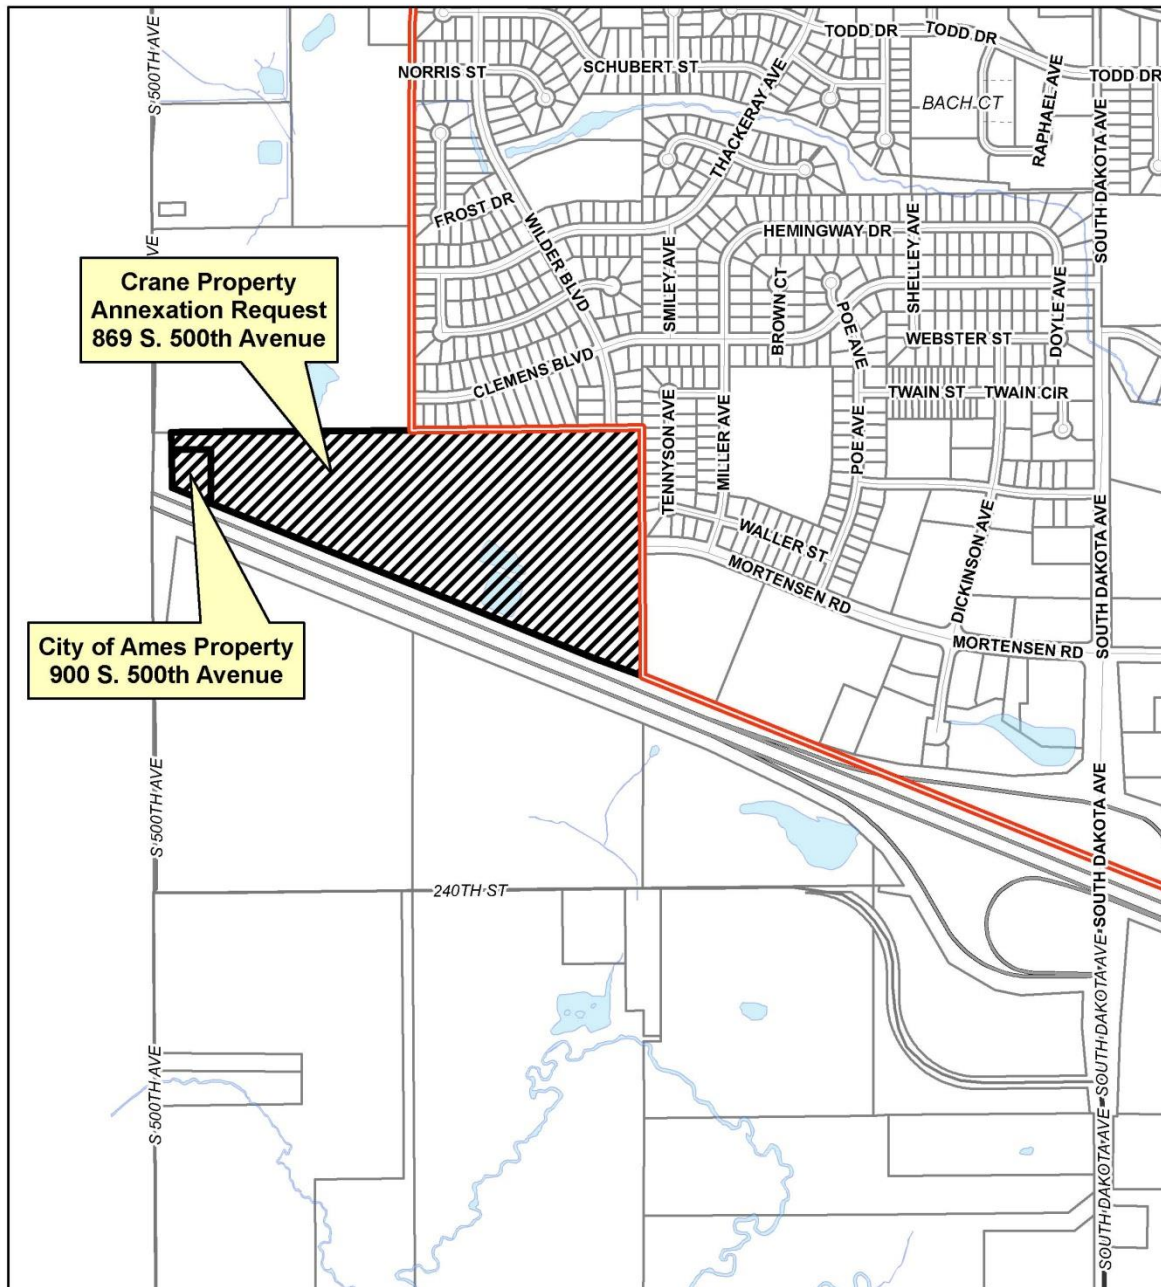 S 500TH AVE
NORRIS ST
SCHUBERT ST
TODD DR
TODD DR
TODD DR
THACKERAY AVE
BACH CT
RAPHAEL AVE
SOUTH DAKOTA AVE
FROST DR
WILDER BLVD
HEMINGWAY DR
SHELLEY AVE
AVE
Crane Property
Annexation Request
869 S. 500th Avenue
SMILEY AVE
BROWN CT
POE AVE
DOYLE AVE
WEBSTER ST
CLEMENS BLVD
TWAIN ST
TWAIN CIR
TENNYSON AVE
MILLER AVE
POE AVE
WALLER ST
MORTENSEN RD
DICKINSON AVE
SOUTH DAKOTA AVE
MORTENSEN RD
City of Ames Property
900 S. 500th Avenue
S 500TH AVE
SOUTH DAKOTA AVE
240TH ST
SOUTH DAKOTA AVE
S 500TH AVE
SOUTH DAKOTA AVE